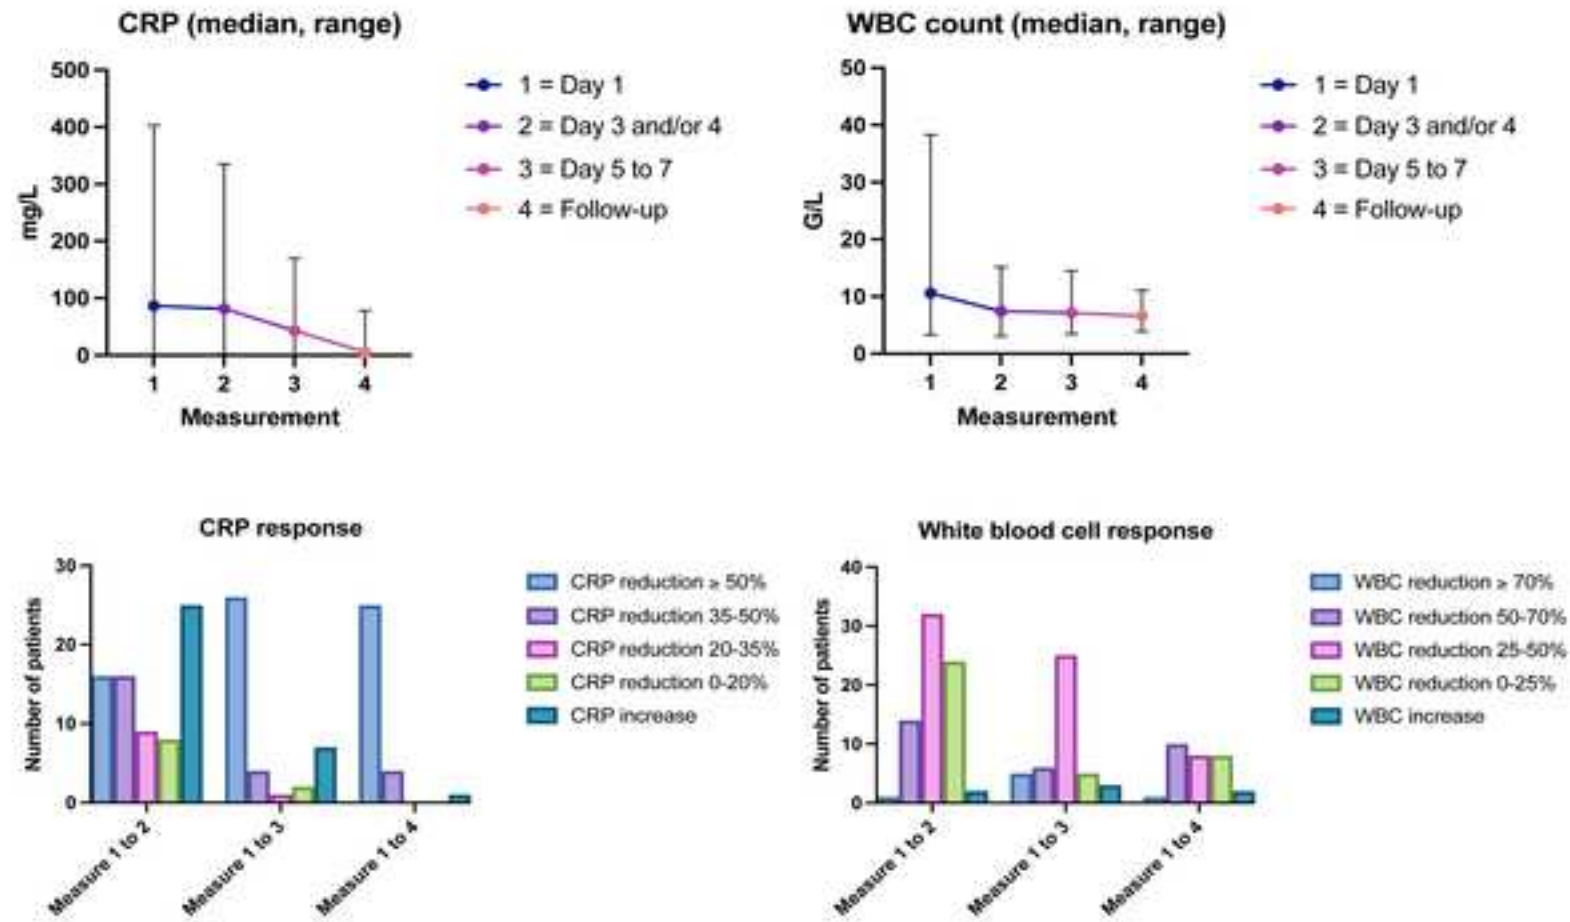 CRP (median, range)
500
400
300
200
100
0
mg/L
1
2
3
4
Measurement
1 = Day 1
2 = Day 3 and/or 4
3 = Day 5 to 7
4 = Follow-up
WBC count (median, range)
50
40
30
20
10
0
G/L
1
2
3
4
Measurement
1 = Day 1
2 = Day 3 and/or 4
3 = Day 5 to 7
4 = Follow-up
CRP response
30
20
10
0
Number of patients
Measure 1 to 2
Measure 1 to 3
Measure 1 to 4
CRP reduction ≥ 50%
CRP reduction 35-50%
CRP reduction 20-35%
CRP reduction 0-20%
CRP increase
White blood cell response
40
30
20
10
0
Number of patients
Measure 1 to 2
Measure 1 to 3
Measure 1 to 4
WBC reduction ≥ 70%
WBC reduction 50-70%
WBC reduction 25-50%
WBC reduction 0-25%
WBC increase